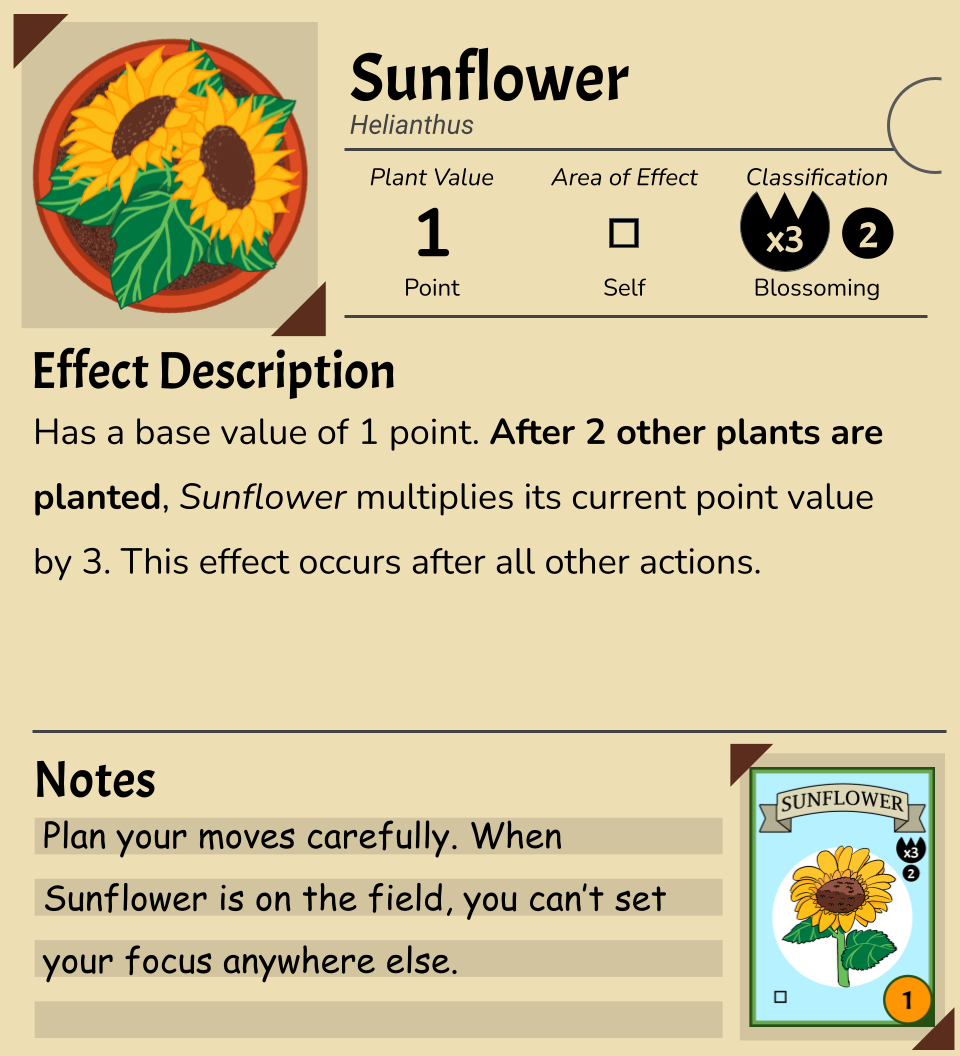 Sunflower
Helianthus
Plant Value Area of Effect Classification
1 x3 2
Point Self Blossoming
Effect Description
Has a base value of 1 point. After 2 other plants are
planted, Sunflower multiplies its current point value
by 3. This effect occurs after all other actions.
Notes
Plan your moves carefully. When
Sunflower is on the field, you can't set
your focus anywhere else.
SUNFLOWER
x3
2
1